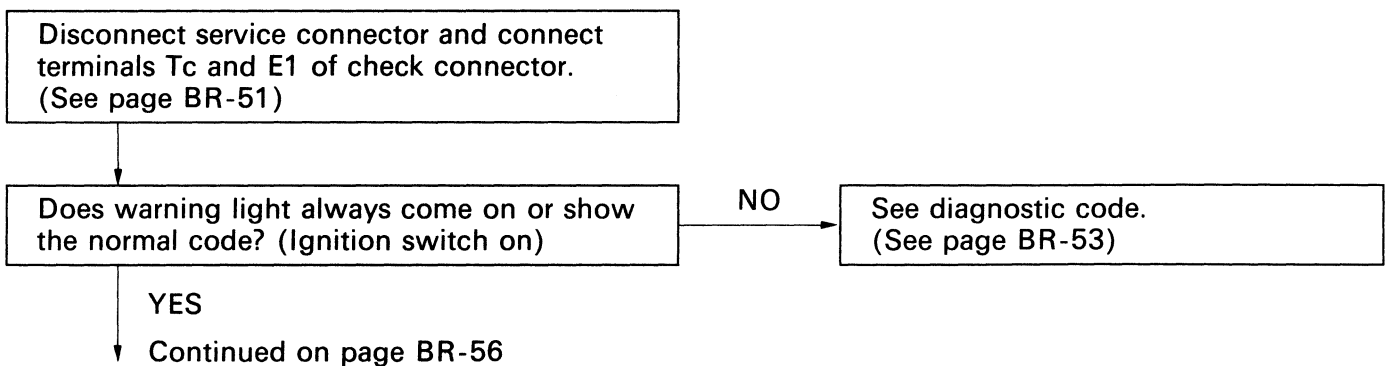 Disconnect service connector and connect
terminals Tc and E1 of check connector.
(See page BR-51)
Does warning light always come on or show
the normal code? (Ignition switch on)
NO
See diagnostic code.
(See page BR-53)
YES
Continued on page BR-56